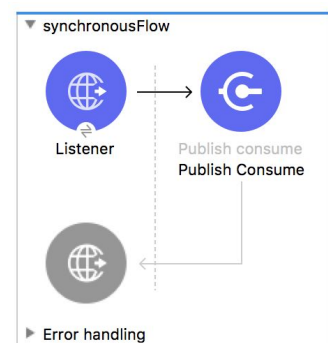 synchronousFlow
Listener
Publish consume
Publish Consume
Error handling